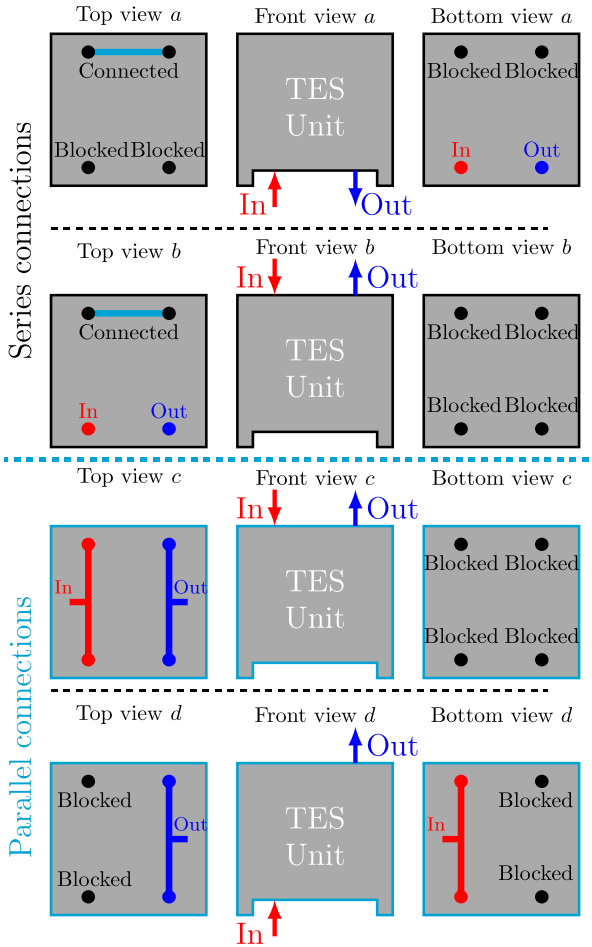 Series connections
Top view a
Front view a
Bottom view a
Connected
Blocked Blocked
TES
Unit
In
Out
Blocked Blocked
In
Out
Top view b
Front view b
Bottom view b
Connected
In
Out
In
Out
TES
Unit
Blocked Blocked
Blocked Blocked
Parallel connections
Top view c
Front view c
Bottom view c
In
Out
In
Out
TES
Unit
Blocked Blocked
Blocked Blocked
Top view d
Front view d
Bottom view d
Blocked
Out
Blocked
Out
TES
Unit
In
Blocked
In
Blocked